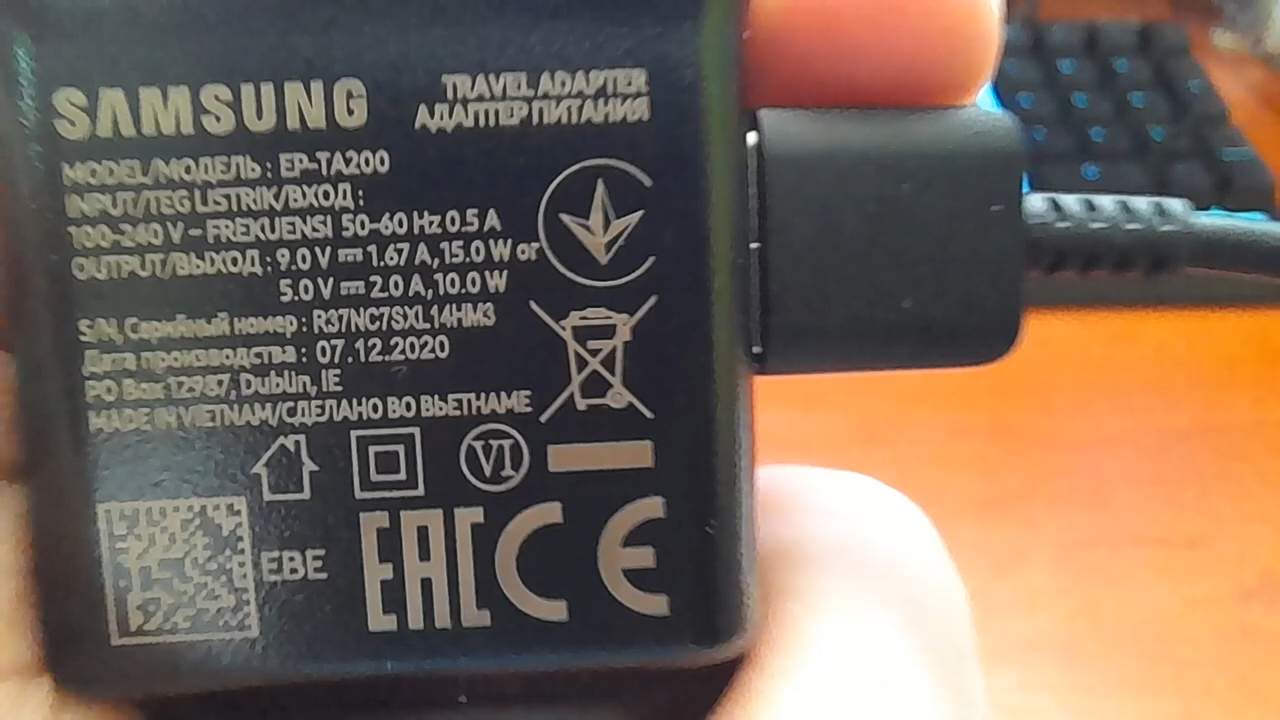 SAMSUNG
TRAVEL ADAPTER
АДАПТЕР ПИТАНИЯ
MODEL/МОДЕЛЬ : EP-TA200
INPUT/TEG LISTRIK/ВХОД :
100-240 V ~ FREKUENSI 50-60 Hz 0.5 A
OUTPUT/ВЫХОД : 9.0 V ⎓ 1.67 A, 15.0 W or
5.0 V ⎓ 2.0 A, 10.0 W
S/N, Серийный номер : R37NC7SXL14HM3
Дата производства : 07.12.2020
PO Box 12987, Dublin, IE
MADE IN VIETNAM/СДЕЛАНО ВО ВЬЕТНАМЕ
VI
EBE
EAC CE